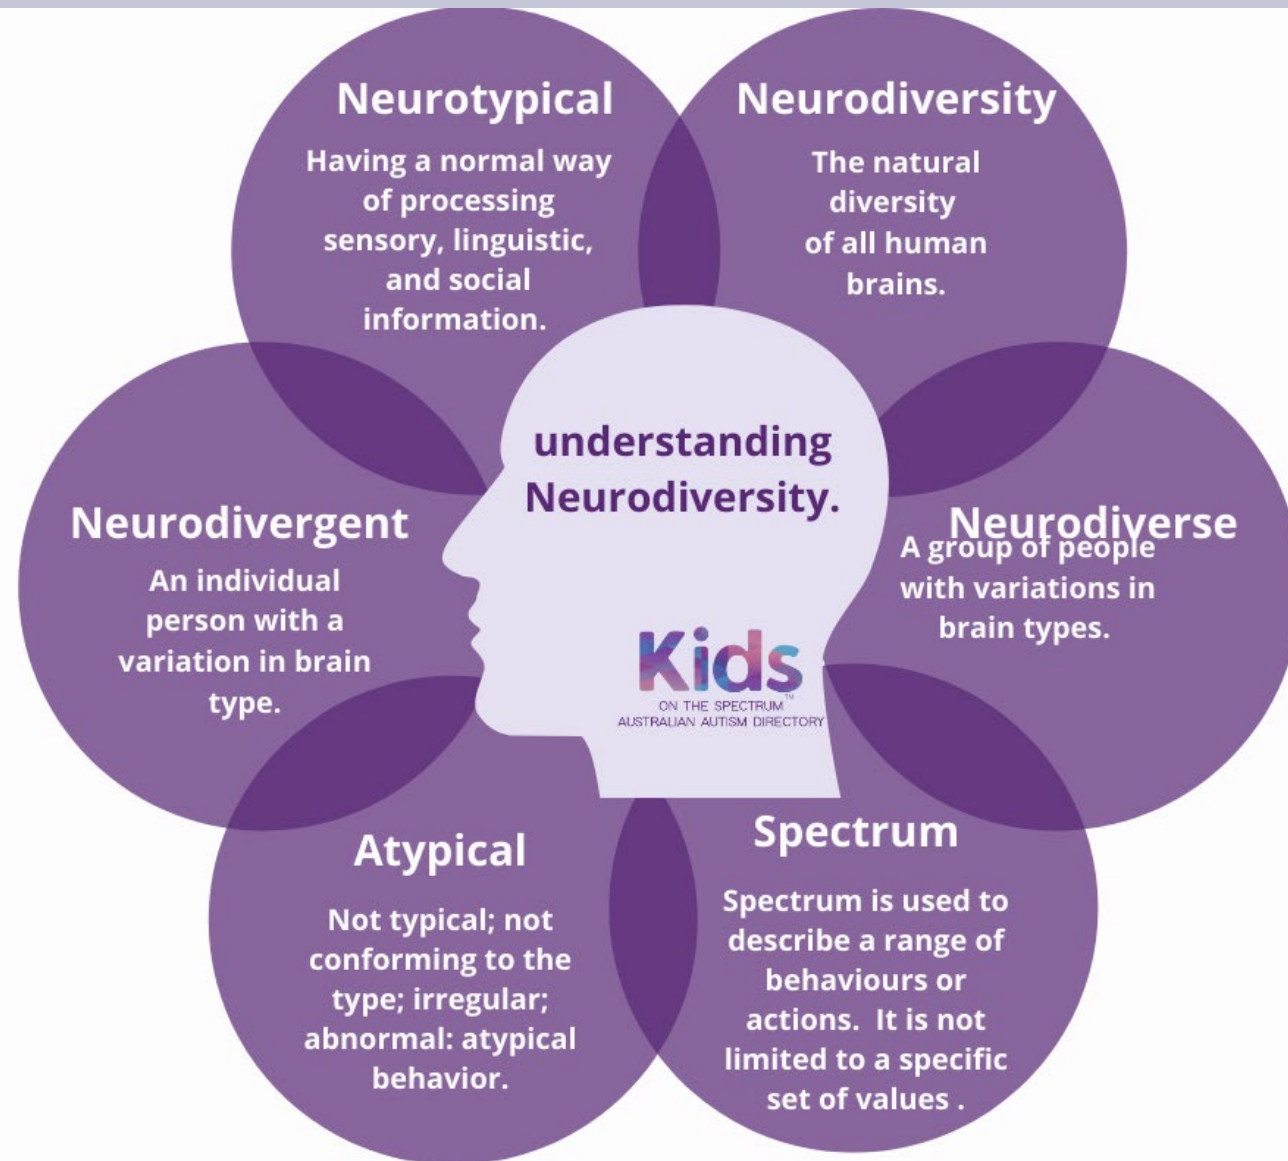 Neurotypical
Having a normal way
of processing
sensory, linguistic,
and social
information.
Neurodiversity
The natural
diversity
of all human
brains.
understanding
Neurodiversity.
Neurodivergent
An individual
person with a
variation in brain
type.
Neurodiverse
A group of people
with variations in
brain types.
Kids
TM
ON THE SPECTRUM
AUSTRALIAN AUTISM DIRECTORY
Atypical
Not typical; not
conforming to the
type; irregular;
abnormal: atypical
behavior.
Spectrum
Spectrum is used to
describe a range of
behaviours or
actions.  It is not
limited to a specific
set of values .